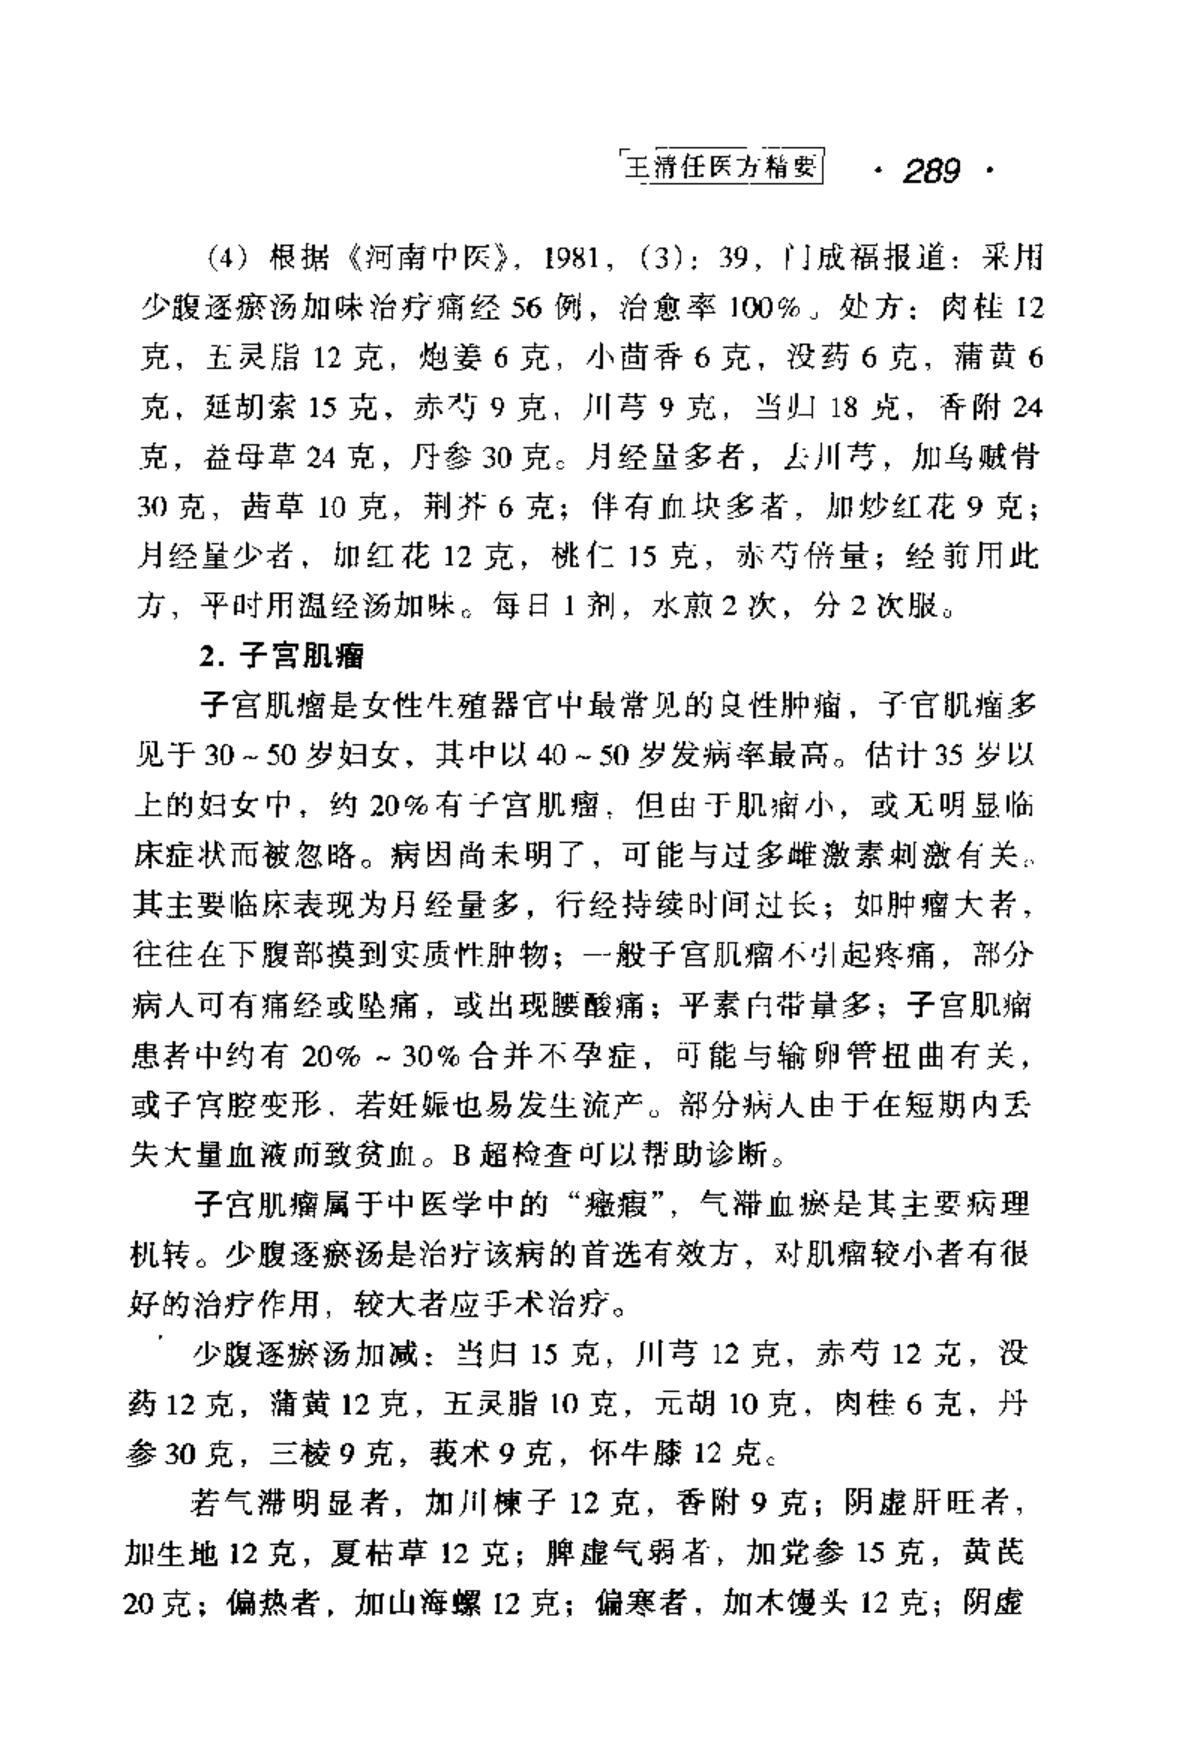 王清任医方精要 · 289 ·
(4) 根据《河南中医》，1981，(3)：39，门成福报道：采用
少腹逐瘀汤加味治疗痛经 56 例，治愈率 100%。处方：肉桂 12
克，五灵脂 12 克，炮姜 6 克，小茴香 6 克，没药 6 克，蒲黄 6
克，延胡索 15 克，赤芍 9 克，川芎 9 克，当归 18 克，香附 24
克，益母草 24 克，丹参 30 克。月经量多者，去川芎，加乌贼骨
30 克，茜草 10 克，荆芥 6 克；伴有血块多者，加炒红花 9 克；
月经量少者，加红花 12 克，桃仁 15 克，赤芍倍量；经前用此
方，平时用温经汤加味。每日 1 剂，水煎 2 次，分 2 次服。
2. 子宫肌瘤
子宫肌瘤是女性生殖器官中最常见的良性肿瘤，子宫肌瘤多
见于 30～50 岁妇女，其中以 40～50 岁发病率最高。估计 35 岁以
上的妇女中，约 20%有子宫肌瘤，但由于肌瘤小，或无明显临
床症状而被忽略。病因尚未明了，可能与过多雌激素刺激有关。
其主要临床表现为月经量多，行经持续时间过长；如肿瘤大者，
往往在下腹部摸到实质性肿物；一般子宫肌瘤不引起疼痛，部分
病人可有痛经或坠痛，或出现腰酸痛；平素白带量多；子宫肌瘤
患者中约有 20%～30%合并不孕症，可能与输卵管扭曲有关，
或子宫腔变形，若妊娠也易发生流产。部分病人由于在短期内丢
失大量血液而致贫血。B 超检查可以帮助诊断。
子宫肌瘤属于中医学中的“癥瘕”，气滞血瘀是其主要病理
机转。少腹逐瘀汤是治疗该病的首选有效方，对肌瘤较小者有很
好的治疗作用，较大者应手术治疗。
少腹逐瘀汤加减：当归 15 克，川芎 12 克，赤芍 12 克，没
药 12 克，蒲黄 12 克，五灵脂 10 克，元胡 10 克，肉桂 6 克，丹
参 30 克，三棱 9 克，莪术 9 克，怀牛膝 12 克。
若气滞明显者，加川楝子 12 克，香附 9 克；阴虚肝旺者，
加生地 12 克，夏枯草 12 克；脾虚气弱者，加党参 15 克，黄芪
20 克；偏热者，加山海螺 12 克；偏寒者，加木馒头 12 克；阴虚